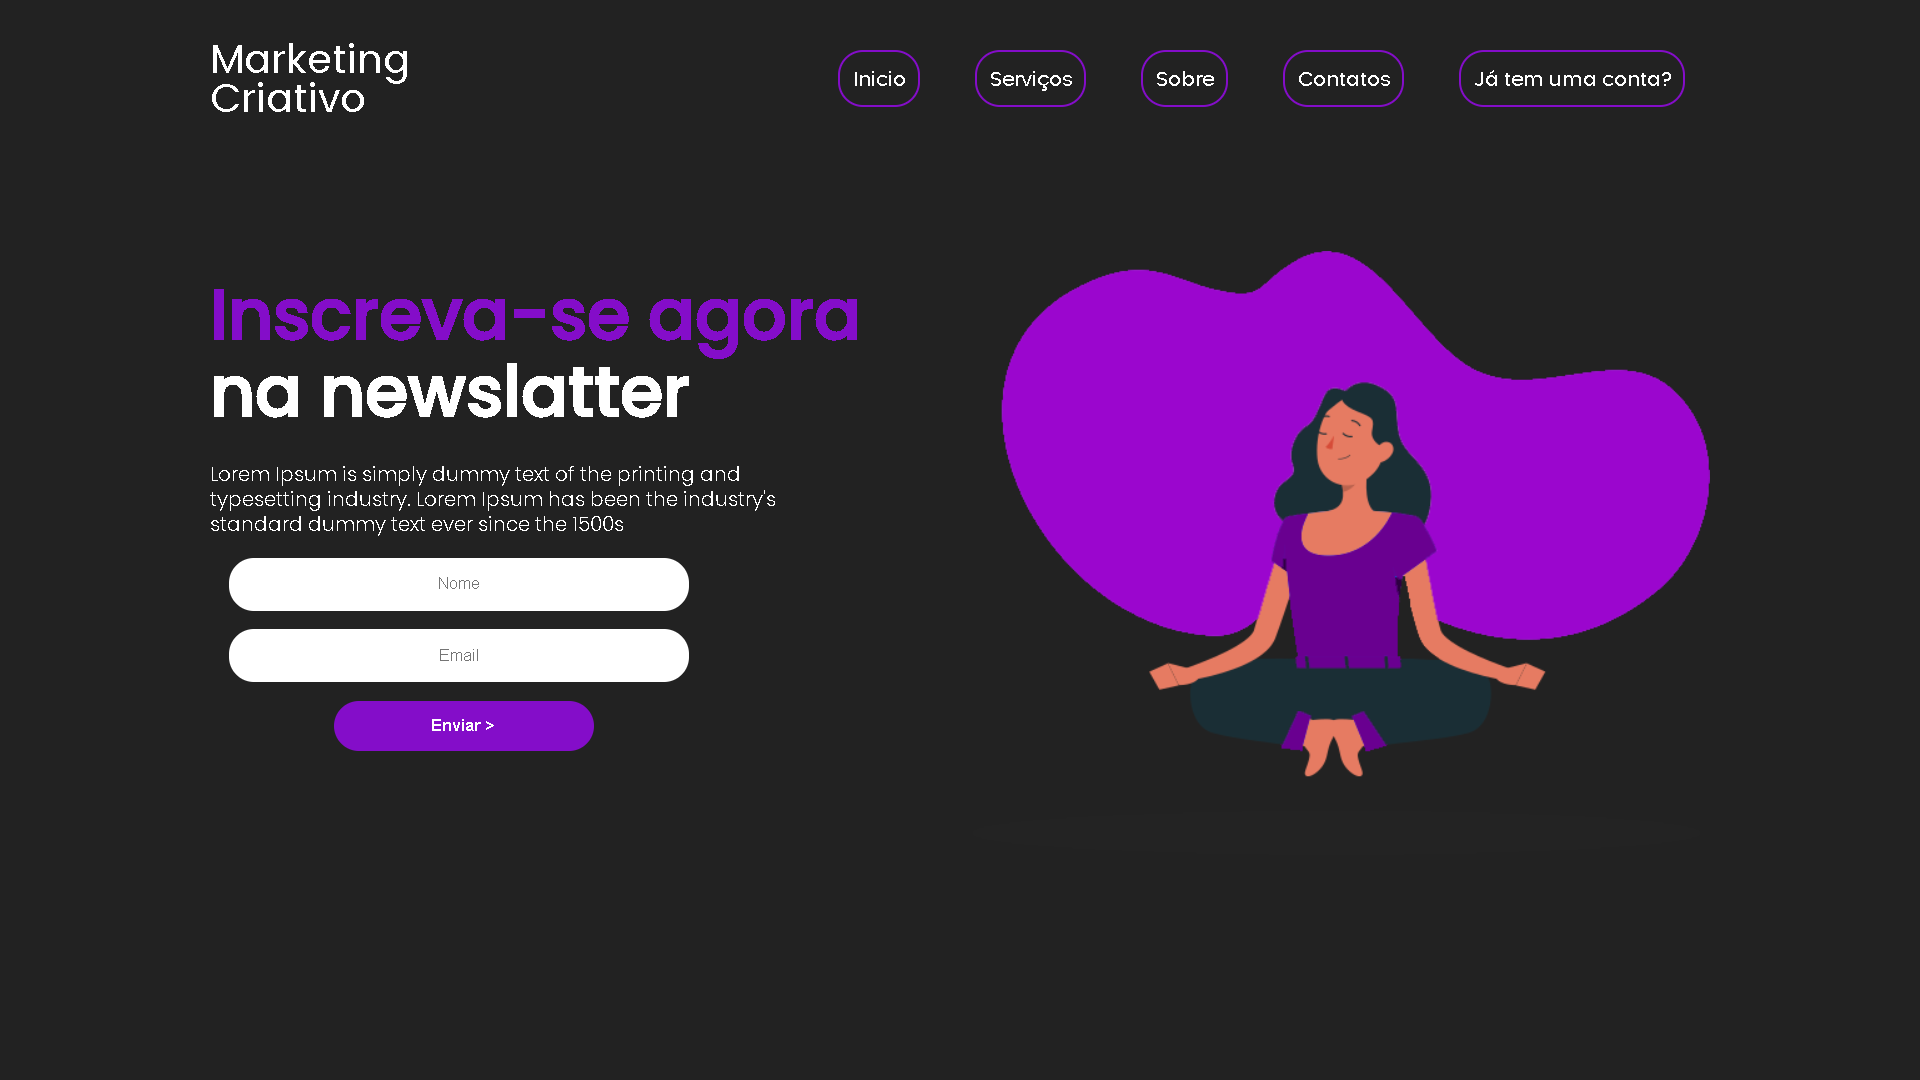 Marketing
Criativo
Inicio
Serviços
Sobre
Contatos
Já tem uma conta?
Inscreva-se agora
na newslatter
Lorem Ipsum is simply dummy text of the printing and
typesetting industry. Lorem Ipsum has been the industry's
standard dummy text ever since the 1500s
Nome
Email
Enviar >